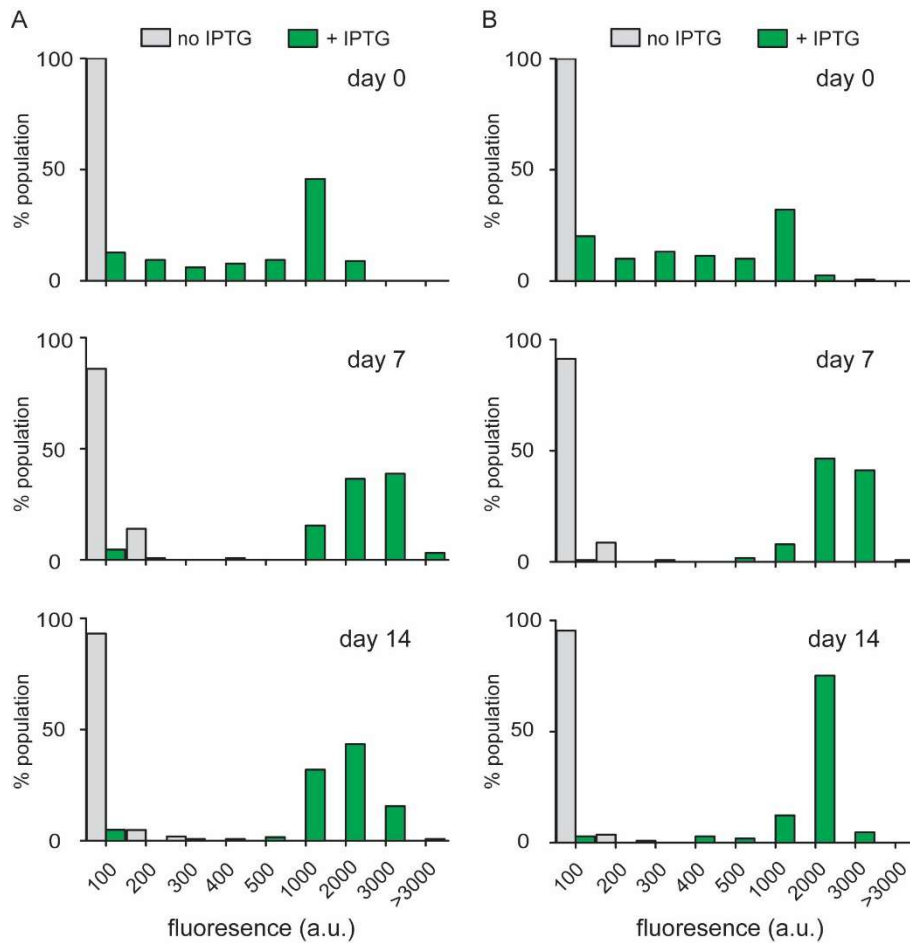 A
no IPTG + IPTG
day 0
% population
100
50
0
day 7
% population
100
50
0
day 14
% population
100
50
0
100 200 300 400 500 1000 2000 3000 >3000
fluoresence (a.u.)
B
no IPTG + IPTG
day 0
% population
100
50
0
day 7
% population
100
50
0
day 14
% population
100
50
0
100 200 300 400 500 1000 2000 3000 >3000
fluoresence (a.u.)